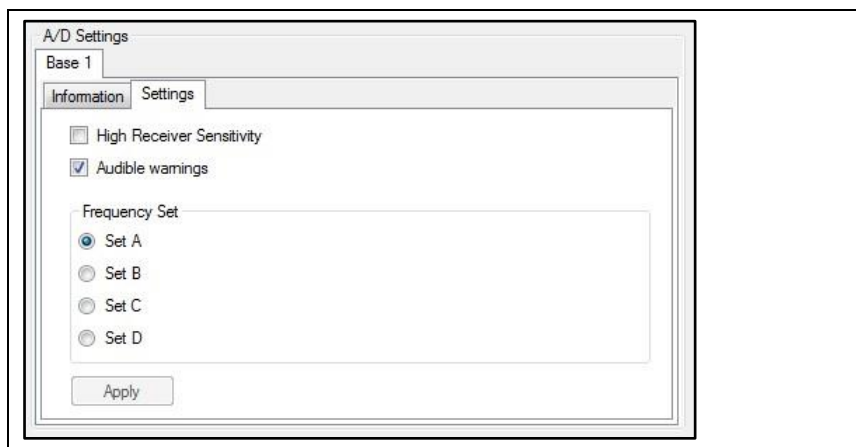 A/D Settings
Base 1
Information Settings
High Receiver Sensitivity
Audible warnings
Frequency Set
Set A
Set B
Set C
Set D
Apply